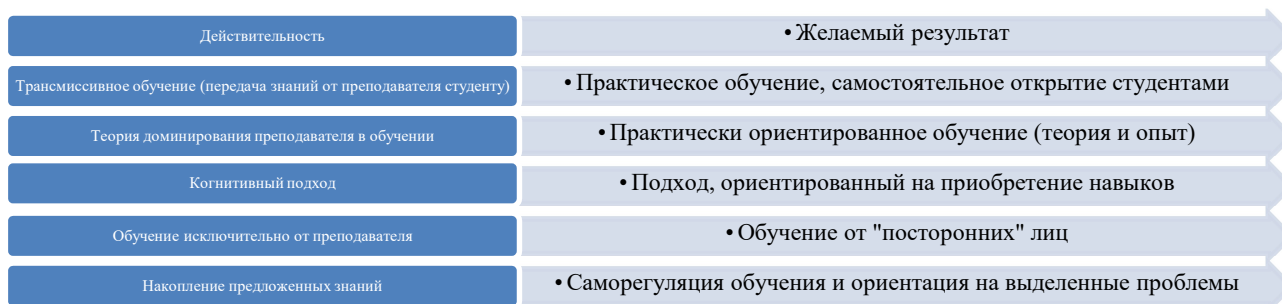 Действительность
• Желаемый результат
Трансмиссивное обучение (передача знаний от преподавателя студенту)
• Практическое обучение, самостоятельное открытие студентами
Теория доминирования преподавателя в обучении
• Практически ориентированное обучение (теория и опыт)
Когнитивный подход
• Подход, ориентированный на приобретение навыков
Обучение исключительно от преподавателя
• Обучение от "посторонних" лиц
Накопление предложенных знаний
• Саморегуляция обучения и ориентация на выделенные проблемы